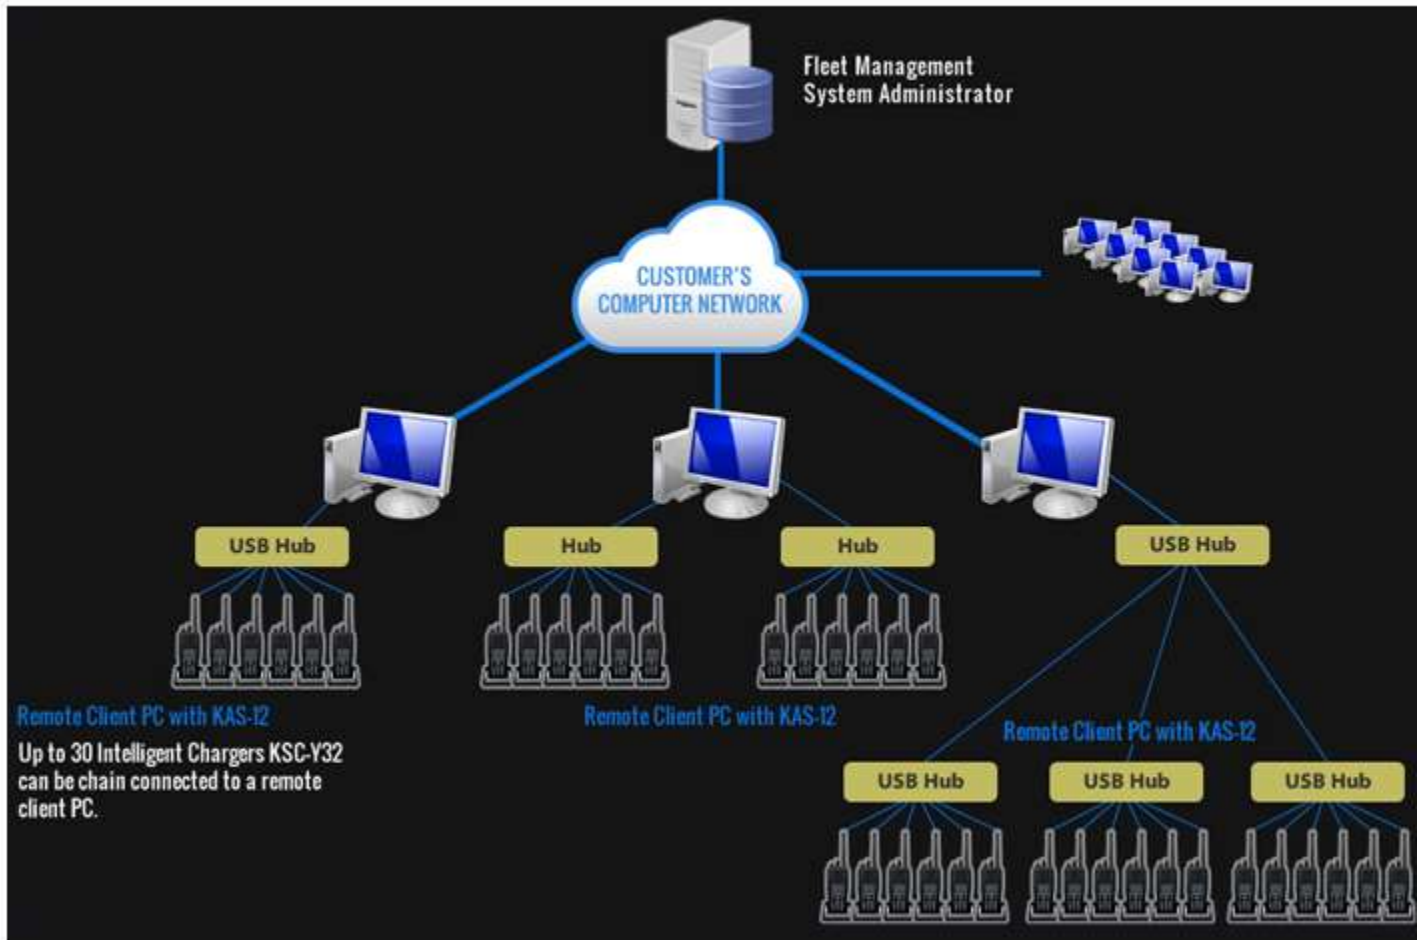 Fleet Management
System Administrator
CUSTOMER'S
COMPUTER NETWORK
USB Hub
Hub
Hub
USB Hub
Remote Client PC with KAS-12
Up to 30 Intelligent Chargers KSC-Y32
can be chain connected to a remote
client PC.
Remote Client PC with KAS-12
Remote Client PC with KAS-12
USB Hub
USB Hub
USB Hub